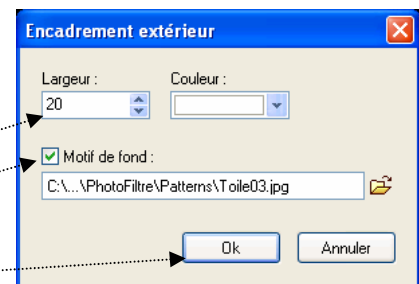 Encadrement extérieur
Largeur : Couleur :
20
Motif de fond :
C:\...\PhotoFiltre\Patterns\Toile03.jpg
Ok Annuler